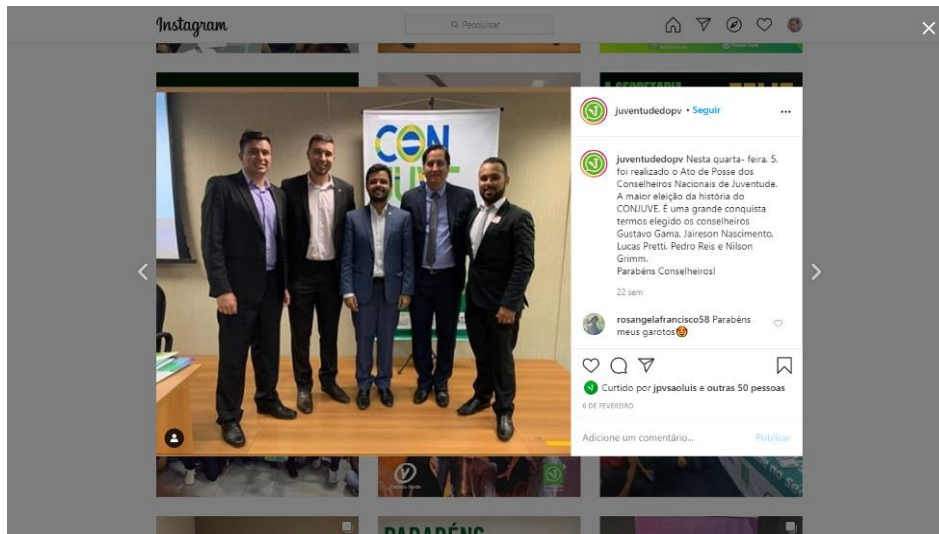 Instagram
Pesquisar
A SECRETARIA
CON
JUVE
juventudedopv • Seguir
juventudedopv Nesta quarta- feira, 5,
foi realizado o Ato de Posse dos
Conselheiros Nacionais de Juventude.
A maior eleição da história do
CONJUVE. É uma grande conquista
termos elegido os conselheiros
Gustavo Gama, Jaireson Nascimento,
Lucas Pretti, Pedro Reis e Nilson
Grimm.
Parabéns Conselheiros!
22 sem
rosangelafrancisco58 Parabéns
meus garotos🤩
Curtido por jpvsaoluis e outras 50 pessoas
6 DE FEVEREIRO
Adicione um comentário...
Publicar
PARABÉNS